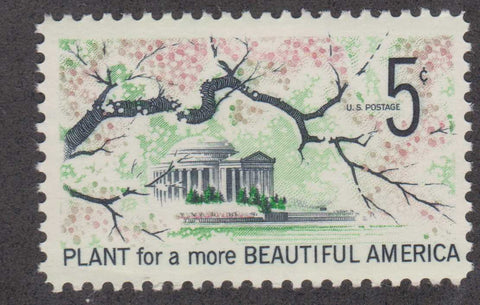 5¢
U.S. POSTAGE
PLANT for a more BEAUTIFUL AMERICA